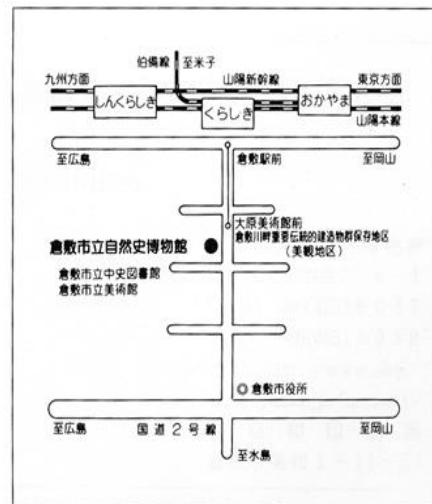 伯備線 至米子
九州方面 山陽新幹線 東京方面
しんくらしき くらしき おかやま
山陽本線
至広島 倉敷駅前 至岡山
大原美術館前
倉敷川畔重要伝統的建造物群保存地区
(美観地区)
倉敷市立自然史博物館
倉敷市立中史図書館
倉敷市立美術館
倉敷市役所
至広島 国道2号線 至岡山
至水島